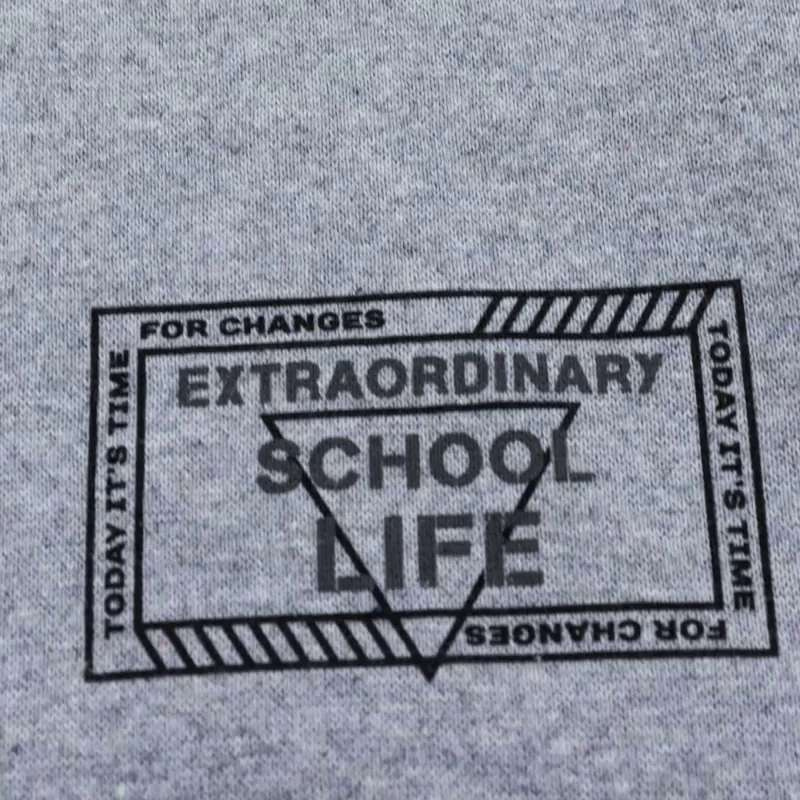 FOR CHANGES
TODAY IT'S TIME
EXTRAORDINARY
SCHOOL
LIFE
TODAY IT'S TIME
FOR CHANGES